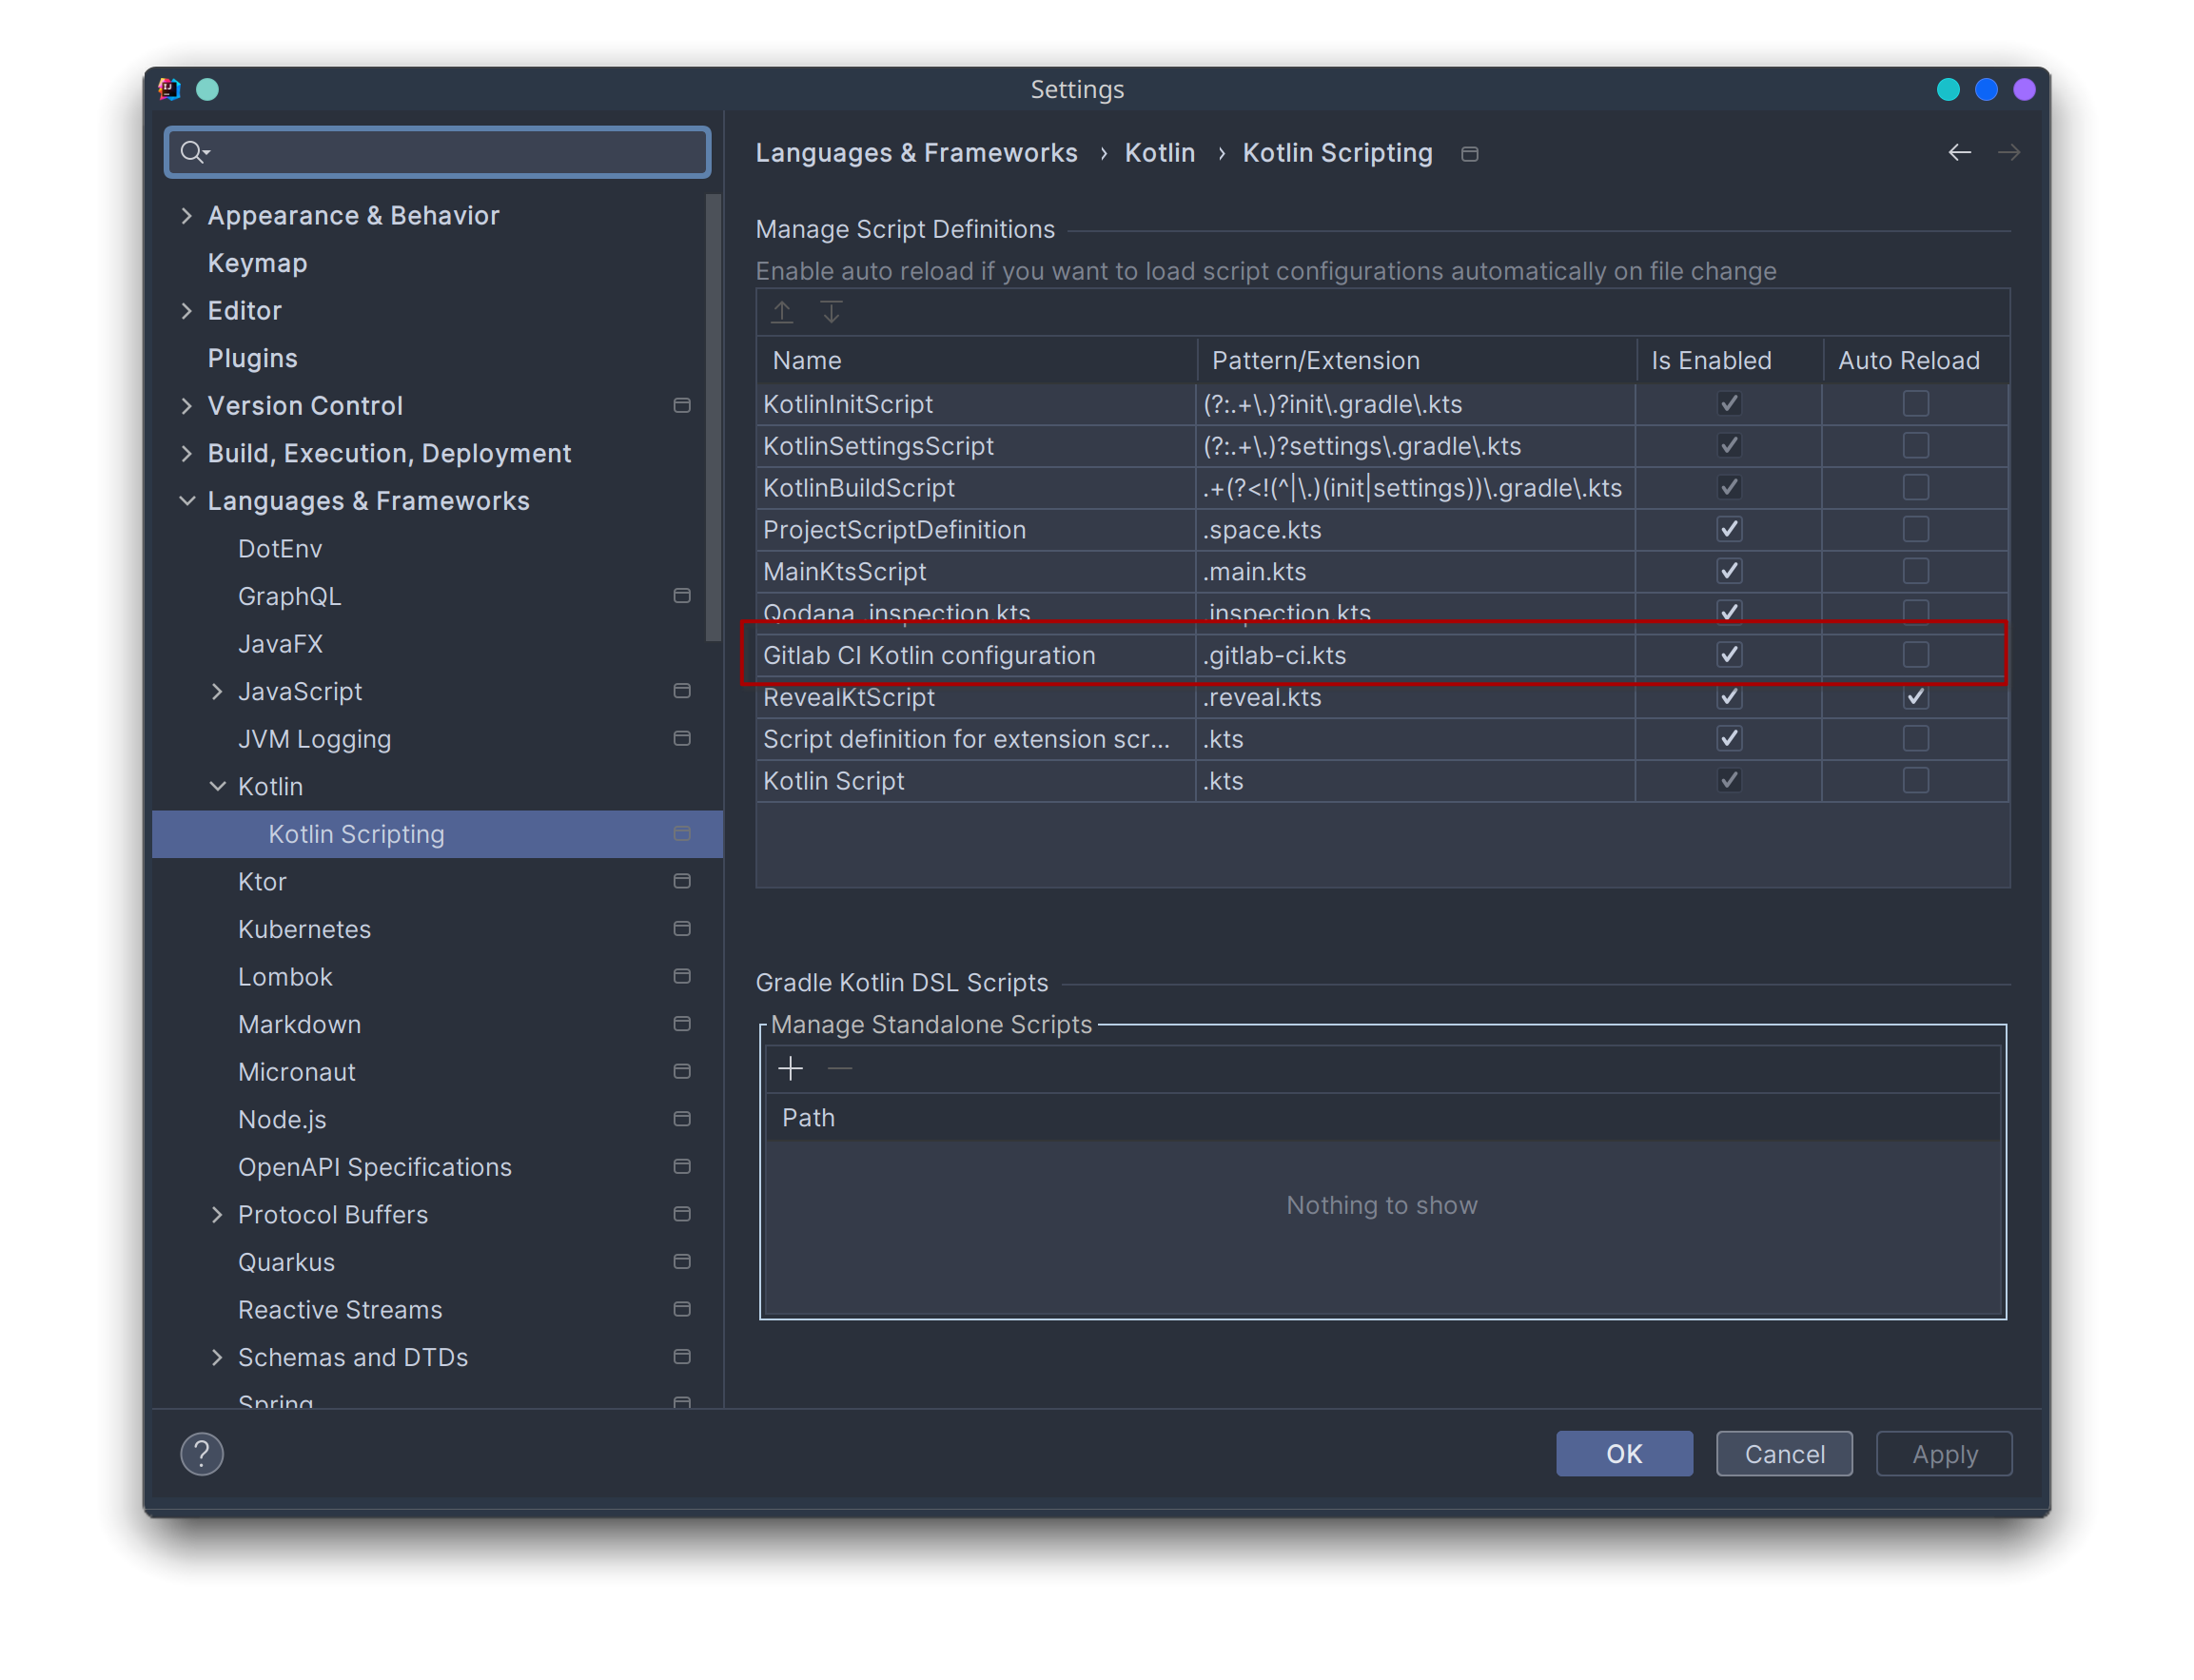 Settings
Appearance & Behavior
Keymap
Editor
Plugins
Version Control
Build, Execution, Deployment
Languages & Frameworks
DotEnv
GraphQL
JavaFX
JavaScript
JVM Logging
Kotlin
Kotlin Scripting
Ktor
Kubernetes
Lombok
Markdown
Micronaut
Node.js
OpenAPI Specifications
Protocol Buffers
Quarkus
Reactive Streams
Schemas and DTDs
Spring
Languages & Frameworks › Kotlin › Kotlin Scripting
Manage Script Definitions
Enable auto reload if you want to load script configurations automatically on file change
Name Pattern/Extension Is Enabled Auto Reload
KotlinInitScript (?:.+\.)?init\.gradle\.kts
KotlinSettingsScript (?:.+\.)?settings\.gradle\.kts
KotlinBuildScript .+(?<!(^|\.)(init|settings))\.gradle\.kts
ProjectScriptDefinition .space.kts
MainKtsScript .main.kts
Qodana .inspection.kts .inspection.kts
Gitlab CI Kotlin configuration .gitlab-ci.kts
RevealKtScript .reveal.kts
Script definition for extension scr... .kts
Kotlin Script .kts
Gradle Kotlin DSL Scripts
Manage Standalone Scripts
Path
Nothing to show
? OK Cancel Apply